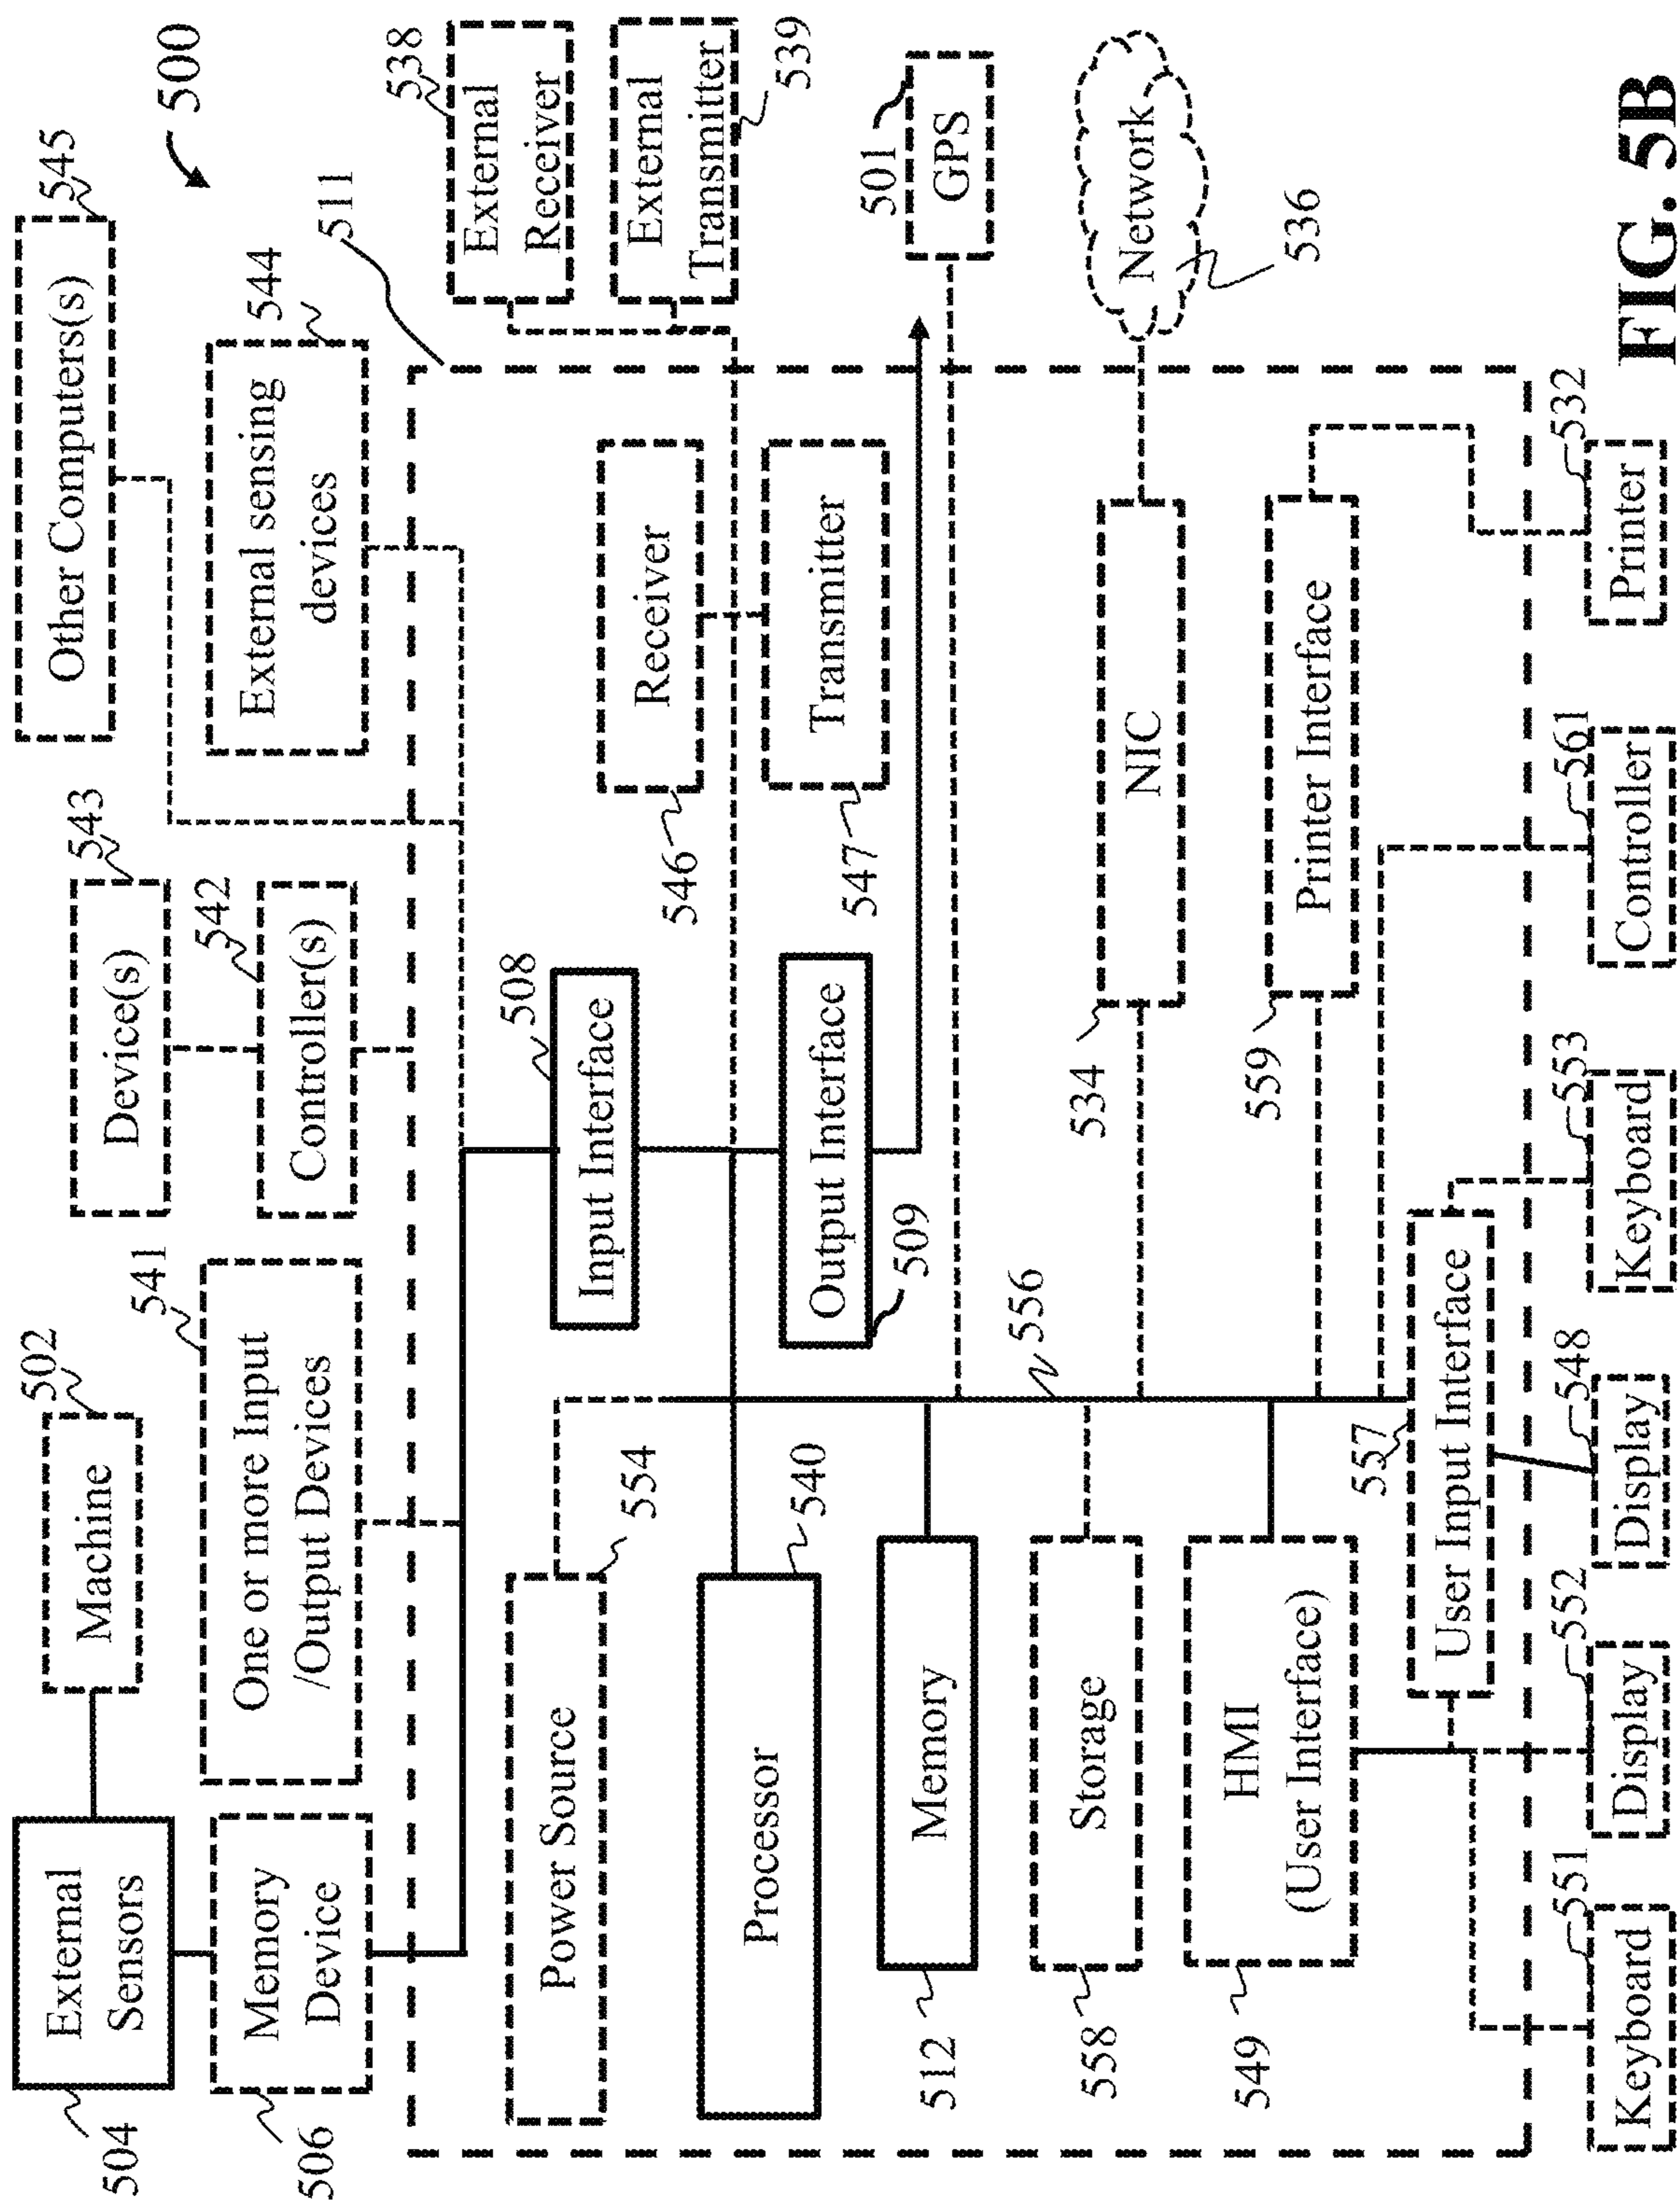 500
504
External
Sensors
502
Machine
506
Memory
Device
541
One or more Input
/Output Devices
543
Device(s)
542
Controller(s)
545
Other Computers(s)
544
External sensing
devices
511
538
External
Receiver
External
Transmitter
539
501
GPS
Network
536
Power Source
554
Processor
540
512
Memory
558
Storage
549
HMI
(User Interface)
508
Input Interface
Output Interface
509
556
Receiver
546
Transmitter
547
534
NIC
559
Printer Interface
557
User Input Interface
551
Keyboard
552
Display
548
Display
553
Keyboard
561
Controller
532
Printer
FIG. 5B